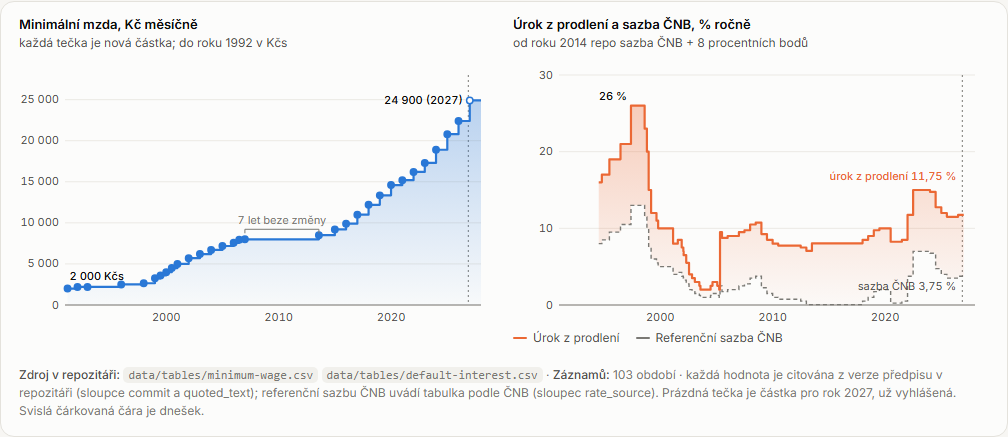 Minimální mzda, Kč měsíčně
každá tečka je nová částka; do roku 1992 v Kčs
25 000
20 000
15 000
10 000
5 000
0
24 900 (2027)
7 let beze změny
2 000 Kčs
2000
2010
2020
Úrok z prodlení a sazba ČNB, % ročně
od roku 2014 repo sazba ČNB + 8 procentních bodů
30
20
10
0
26 %
úrok z prodlení 11,75 %
sazba ČNB 3,75 %
2000
2010
2020
Úrok z prodlení
Referenční sazba ČNB
Zdroj v repozitáři: data/tables/minimum-wage.csv data/tables/default-interest.csv · Záznamů: 103 období · každá hodnota je citována z verze předpisu v
repozitáři (sloupce commit a quoted_text); referenční sazbu ČNB uvádí tabulka podle ČNB (sloupec rate_source). Prázdná tečka je částka pro rok 2027, už vyhlášená.
Svislá čárkovaná čára je dnešek.